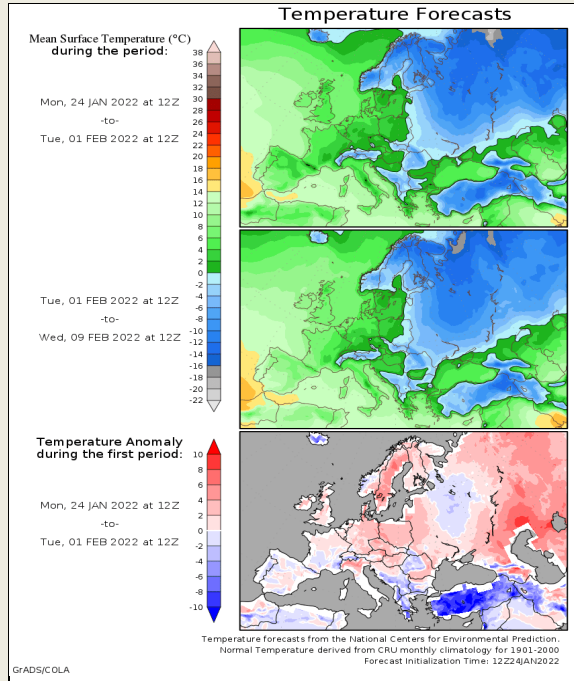 Temperature Forecasts
Mean Surface Temperature (°C)
during the period:
Mon, 24 JAN 2022 at 12Z
-to-
Tue, 01 FEB 2022 at 12Z
38
36
34
32
30
28
26
24
22
20
18
16
14
12
10
8
6
4
2
0
-2
-4
-6
-8
-10
-12
-14
-16
-18
-20
-22
Tue, 01 FEB 2022 at 12Z
-to-
Wed, 09 FEB 2022 at 12Z
Temperature Anomaly
during the first period:
Mon, 24 JAN 2022 at 12Z
-to-
Tue, 01 FEB 2022 at 12Z
10
8
6
4
2
0
-2
-4
-6
-8
-10
Temperature forecasts from the National Centers for Environmental Prediction.
Normal Temperature derived from CRU monthly climatology for 1901-2000
Forecast Initialization Time: 12Z24JAN2022
GrADS/COLA